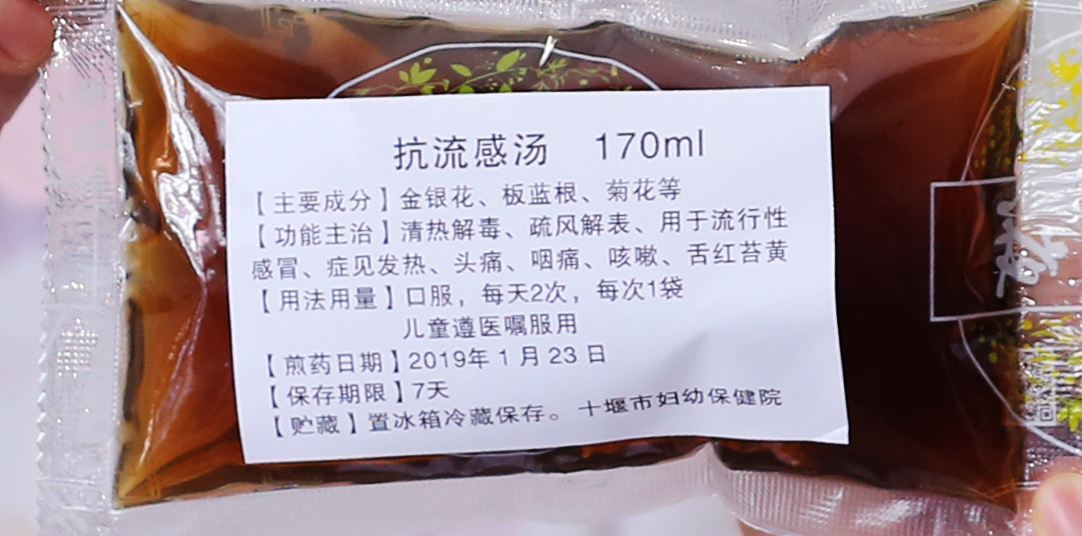 抗流感汤 170ml
【主要成分】金银花、板蓝根、菊花等
【功能主治】清热解毒、疏风解表、用于流行性
感冒、症见发热、头痛、咽痛、咳嗽、舌红苔黄
【用法用量】口服，每天2次，每次1袋
儿童遵医嘱服用
【煎药日期】2019年1月23日
【保存期限】7天
【贮藏】置冰箱冷藏保存。 十堰市妇幼保健院